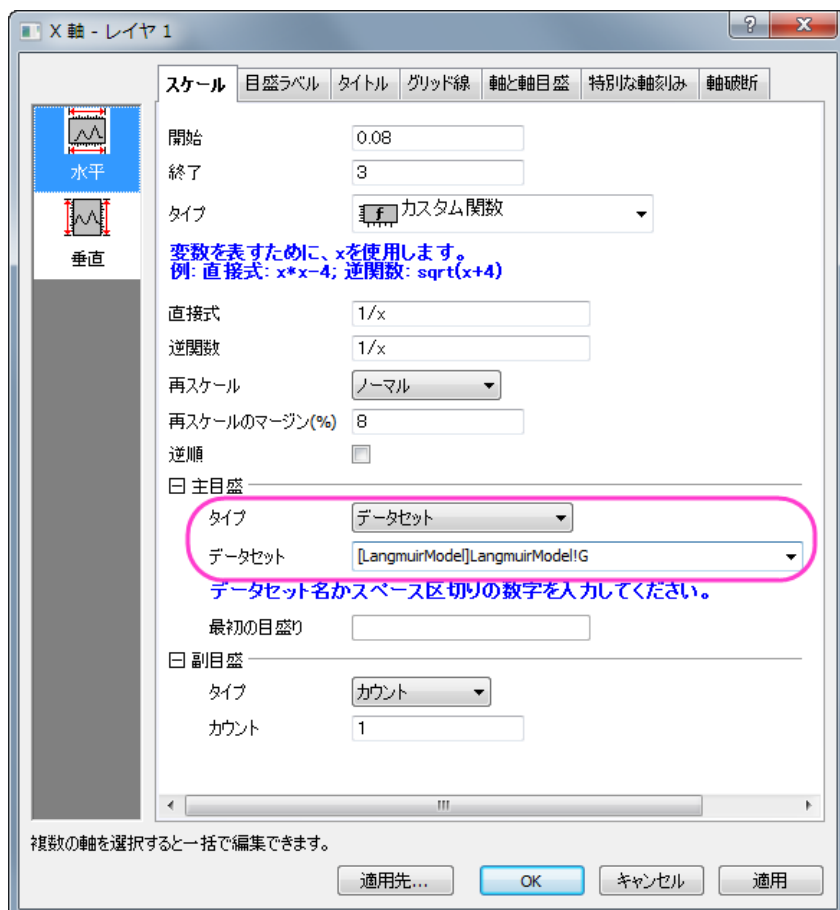 X 軸 - レイヤ 1
スケール 目盛ラベル タイトル グリッド線 軸と軸目盛 特別な軸刻み 軸破断
水平
垂直
開始 0.08
終了 3
タイプ カスタム関数
変数を表すために、xを使用します。
例: 直接式: x*x-4; 逆関数: sqrt(x+4)
直接式 1/x
逆関数 1/x
再スケール ノーマル
再スケールのマージン(%) 8
逆順
主目盛
タイプ データセット
データセット [LangmuirModel]LangmuirModel!G
データセット名かスペース区切りの数字を入力してください。
最初の目盛り
副目盛
タイプ カウント
カウント 1
複数の軸を選択すると一括で編集できます。
適用先... OK キャンセル 適用